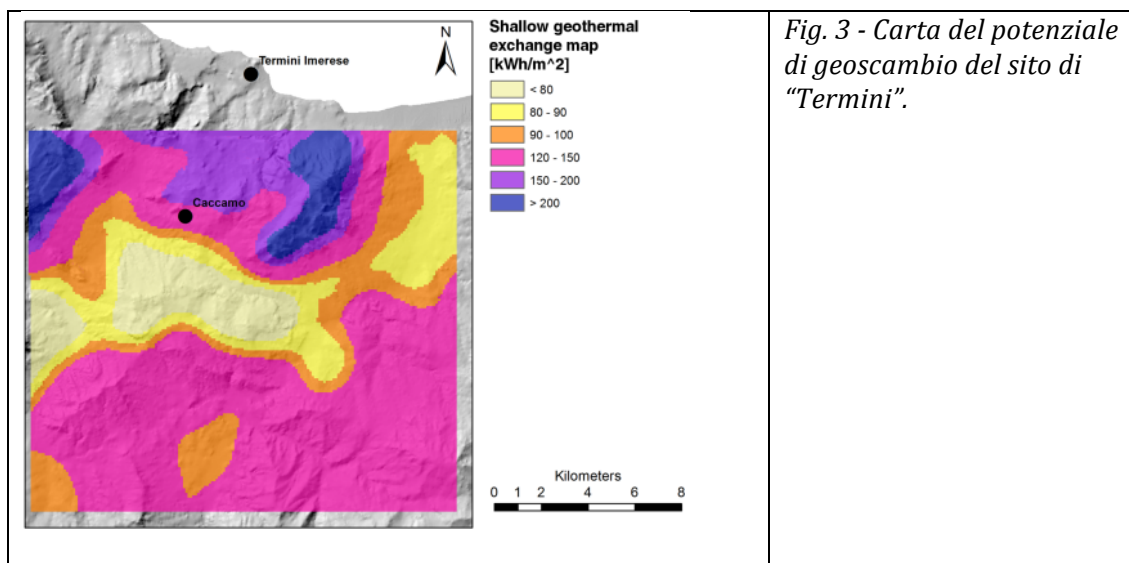 Termini Imerese
N
Caccamo
Shallow geothermal
exchange map
[kWh/m^2]
< 80
80 - 90
90 - 100
120 - 150
150 - 200
> 200
Kilometers
0 1 2 4 6 8
Fig. 3 - Carta del potenziale
di geoscambio del sito di
“Termini”.